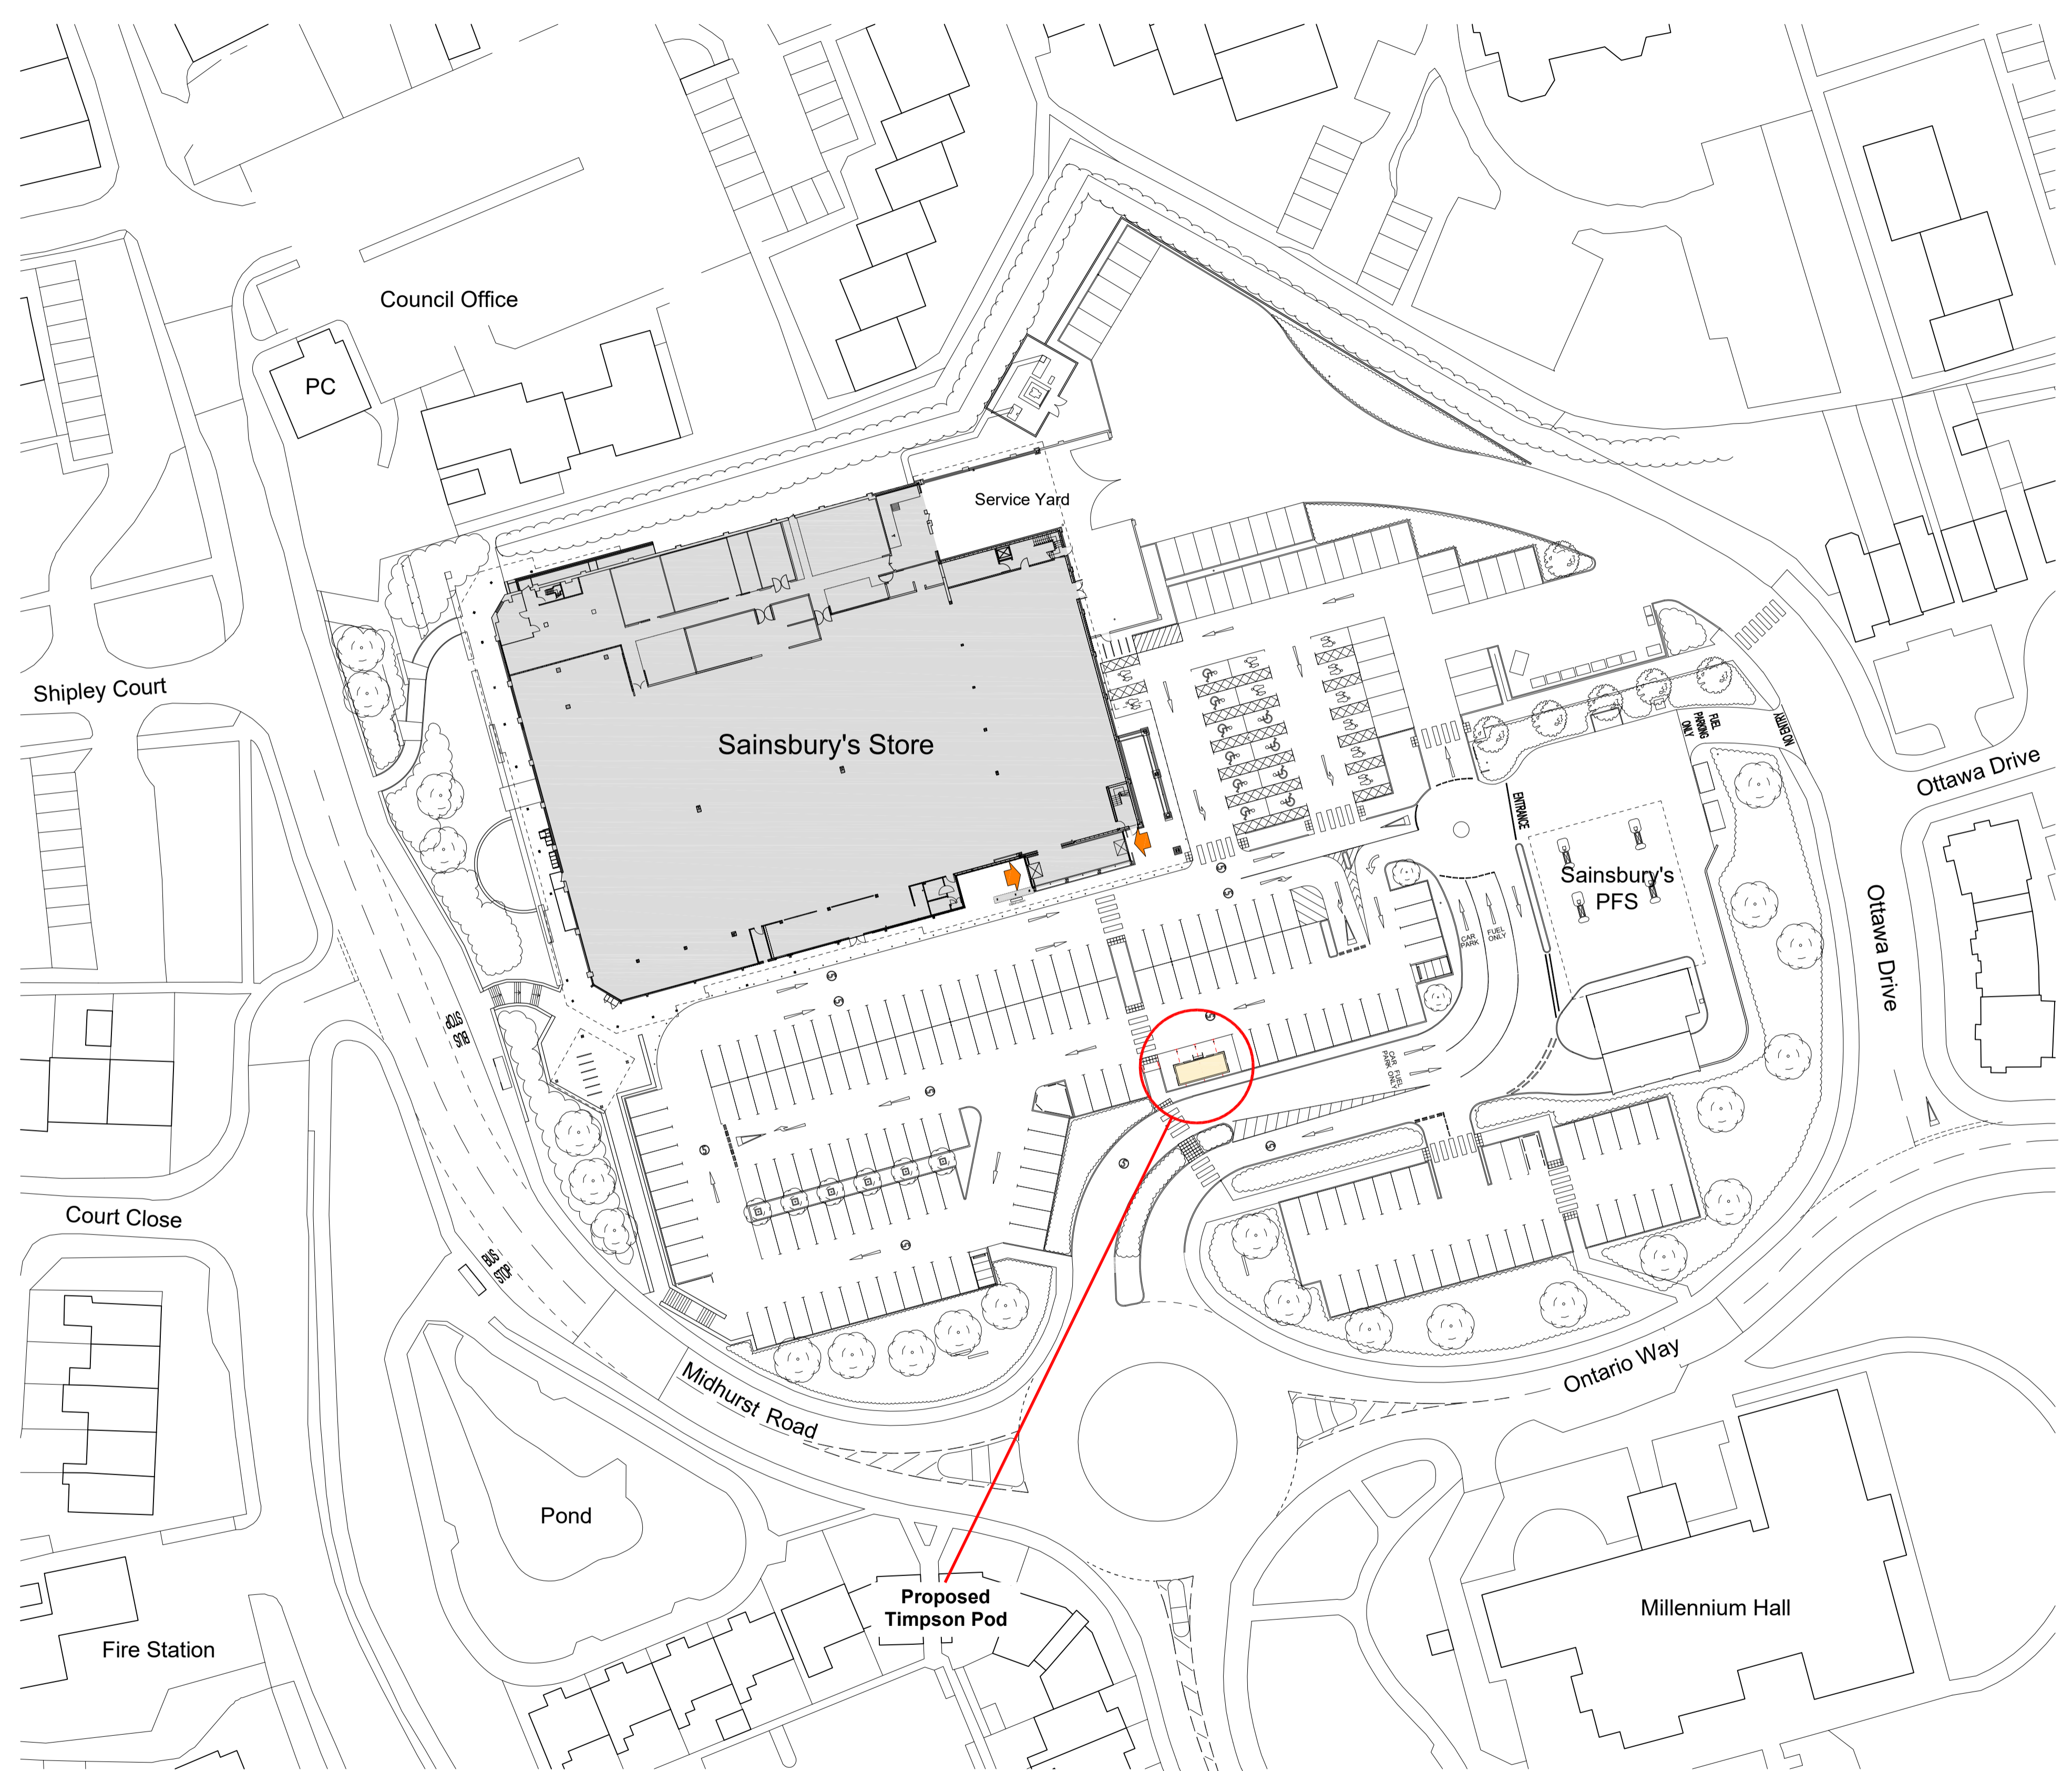 Council Office
PC
Service Yard
Shipley Court
Sainsbury's Store
FUEL
PARKING
ONLY
NO ENTRY
Ottawa Drive
ENTRANCE
Sainsbury's
PFS
Ottawa Drive
CAR
PARK
FUEL
ONLY
BUS
STOP
CAR FUEL
PARK ONLY
Court Close
BUS
STOP
Midhurst Road
Ontario Way
Pond
Proposed
Timpson Pod
Millennium Hall
Fire Station